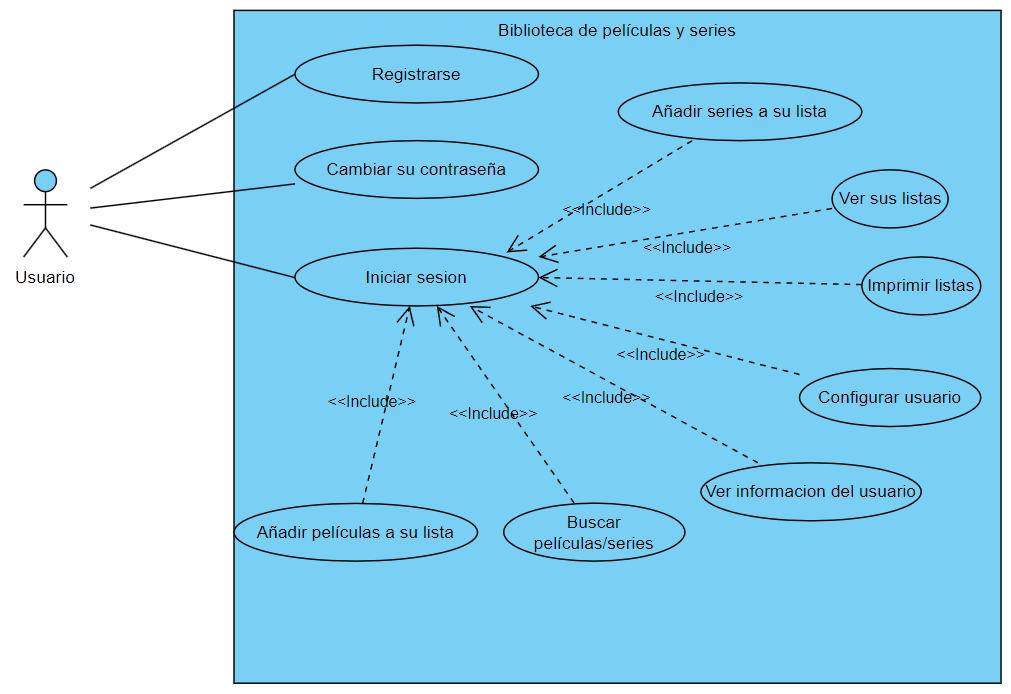 Biblioteca de películas y series
Registrarse
Añadir series a su lista
Cambiar su contraseña
Ver sus listas
<<Include>>
<<Include>>
Usuario
Iniciar sesion
Imprimir listas
<<Include>>
<<Include>>
Configurar usuario
<<Include>>
<<Include>>
<<Include>>
Ver informacion del usuario
Añadir películas a su lista
Buscar
películas/series